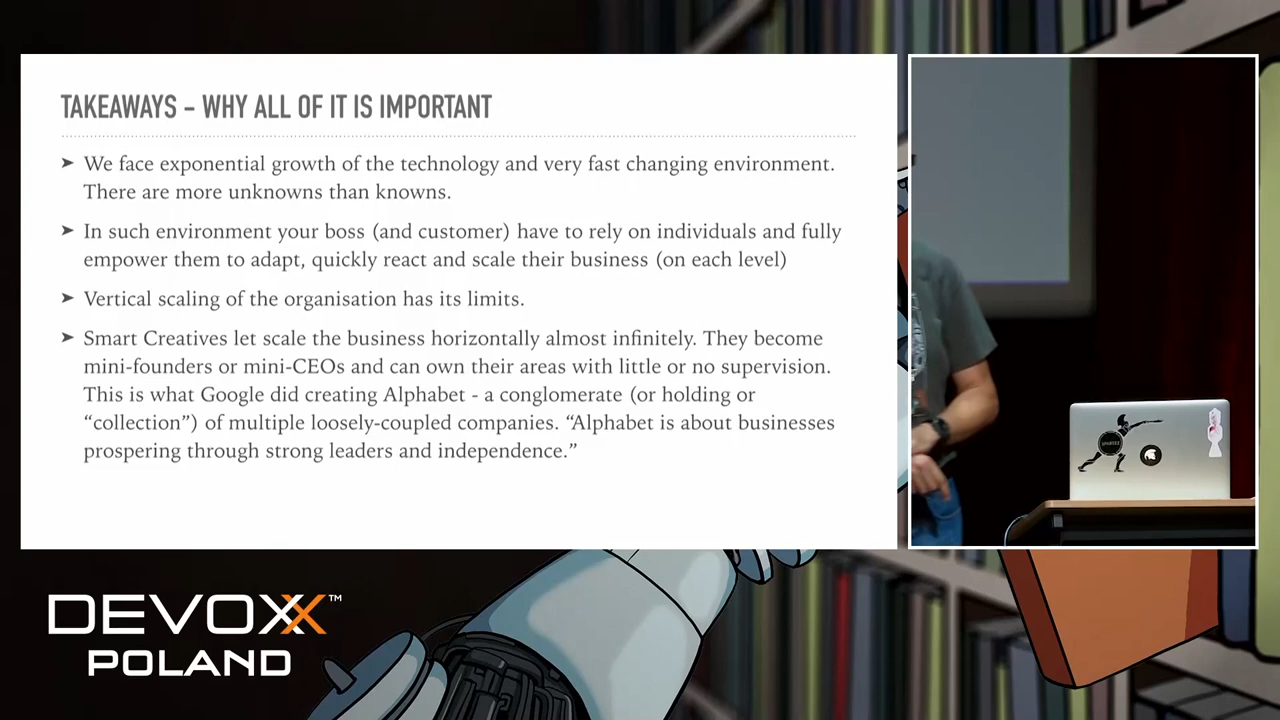 TAKEAWAYS – WHY ALL OF IT IS IMPORTANT
➤ We face exponential growth of the technology and very fast changing environment.
There are more unknowns than knowns.
➤ In such environment your boss (and customer) have to rely on individuals and fully
empower them to adapt, quickly react and scale their business (on each level)
➤ Vertical scaling of the organisation has its limits.
➤ Smart Creatives let scale the business horizontally almost infinitely. They become
mini-founders or mini-CEOs and can own their areas with little or no supervision.
This is what Google did creating Alphabet - a conglomerate (or holding or
“collection”) of multiple loosely-coupled companies. “Alphabet is about businesses
prospering through strong leaders and independence.”
DEVOXX™
POLAND